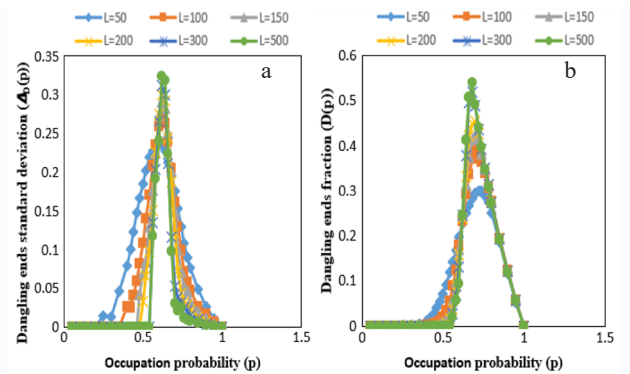 L=50 L=100 L=150
L=200 L=300 L=500
a
Dangling ends standard deviation (Δ_D(p))
0.35
0.3
0.25
0.2
0.15
0.1
0.05
0
0 0.5 1 1.5
Occupation probability (p)
L=50 L=100 L=150
L=200 L=300 L=500
b
Dangling ends fraction (D(p))
0.6
0.5
0.4
0.3
0.2
0.1
0
0 0.5 1 1.5
Occupation probability (p)